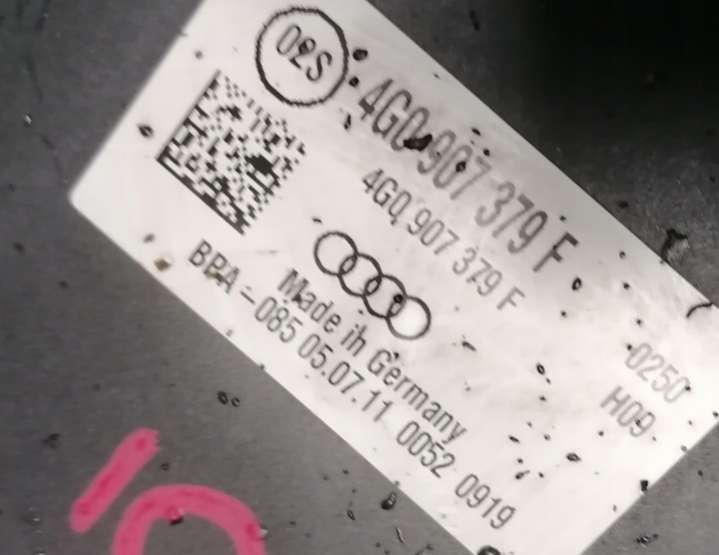 02S
4G0 907 379 F
4G0 907 379 F
0250
H09
Made in Germany
BBA-085 05.07.11 0052 0919